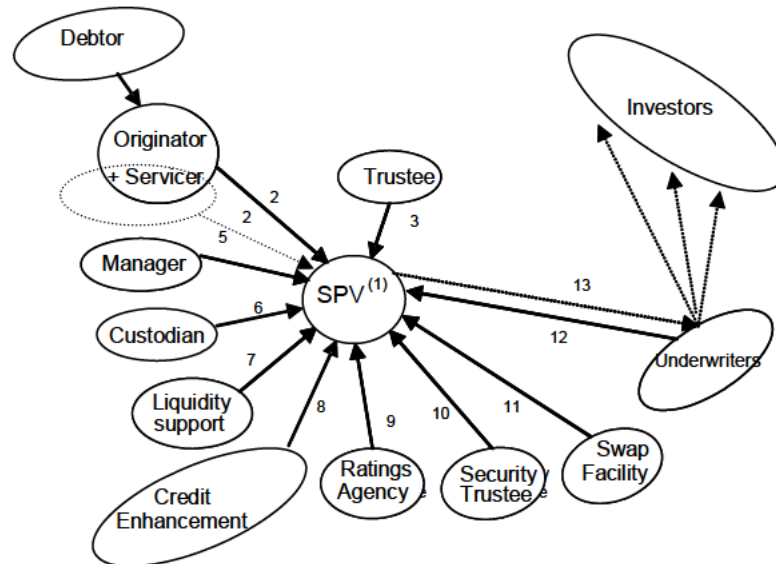 Debtor
Originator
+ Servicer
Investors
Trustee
2
2
3
5
Manager
SPV (1)
13
6
Custodian
12
Underwriters
7
Liquidity
support
8
9
10
11
Credit
Enhancement
Ratings
Agency
Security
Trustee
Swap
Facility